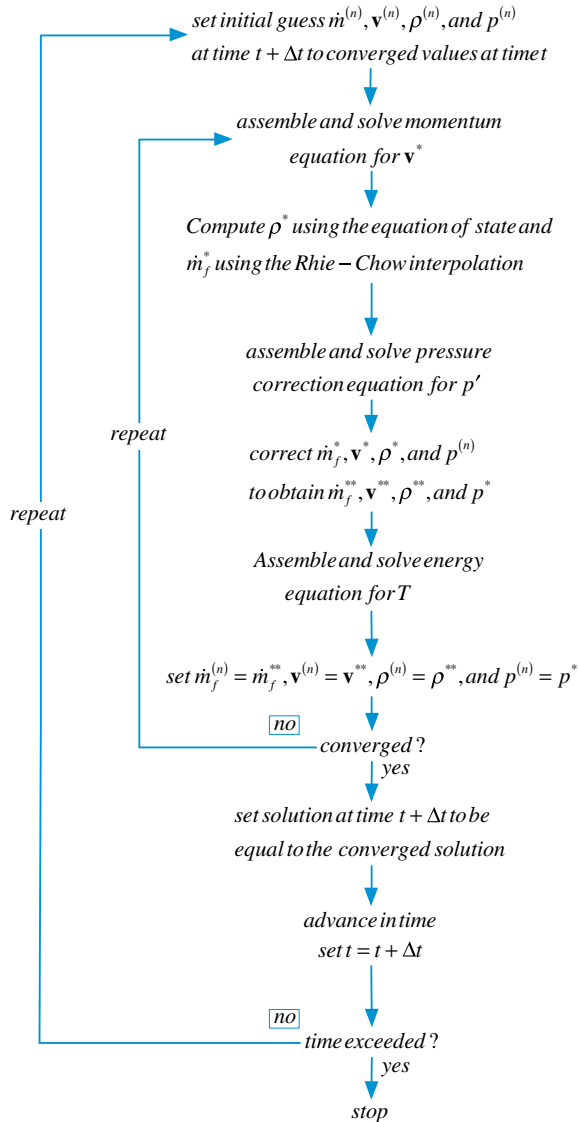 set initial guess ṁ⁽ⁿ⁾, v⁽ⁿ⁾, ρ⁽ⁿ⁾, and p⁽ⁿ⁾
at time t + Δt to converged values at time t
assemble and solve momentum
equation for v*
Compute ρ* using the equation of state and
ṁ_f* using the Rhie – Chow interpolation
assemble and solve pressure
correction equation for p′
repeat
correct ṁ_f*, v*, ρ*, and p⁽ⁿ⁾
to obtain ṁ_f**, v**, ρ**, and p*
repeat
Assemble and solve energy
equation for T
set ṁ_f⁽ⁿ⁾ = ṁ_f**, v⁽ⁿ⁾ = v**, ρ⁽ⁿ⁾ = ρ**, and p⁽ⁿ⁾ = p*
no
converged ?
yes
set solution at time t + Δt to be
equal to the converged solution
advance in time
set t = t + Δt
no
time exceeded ?
yes
stop